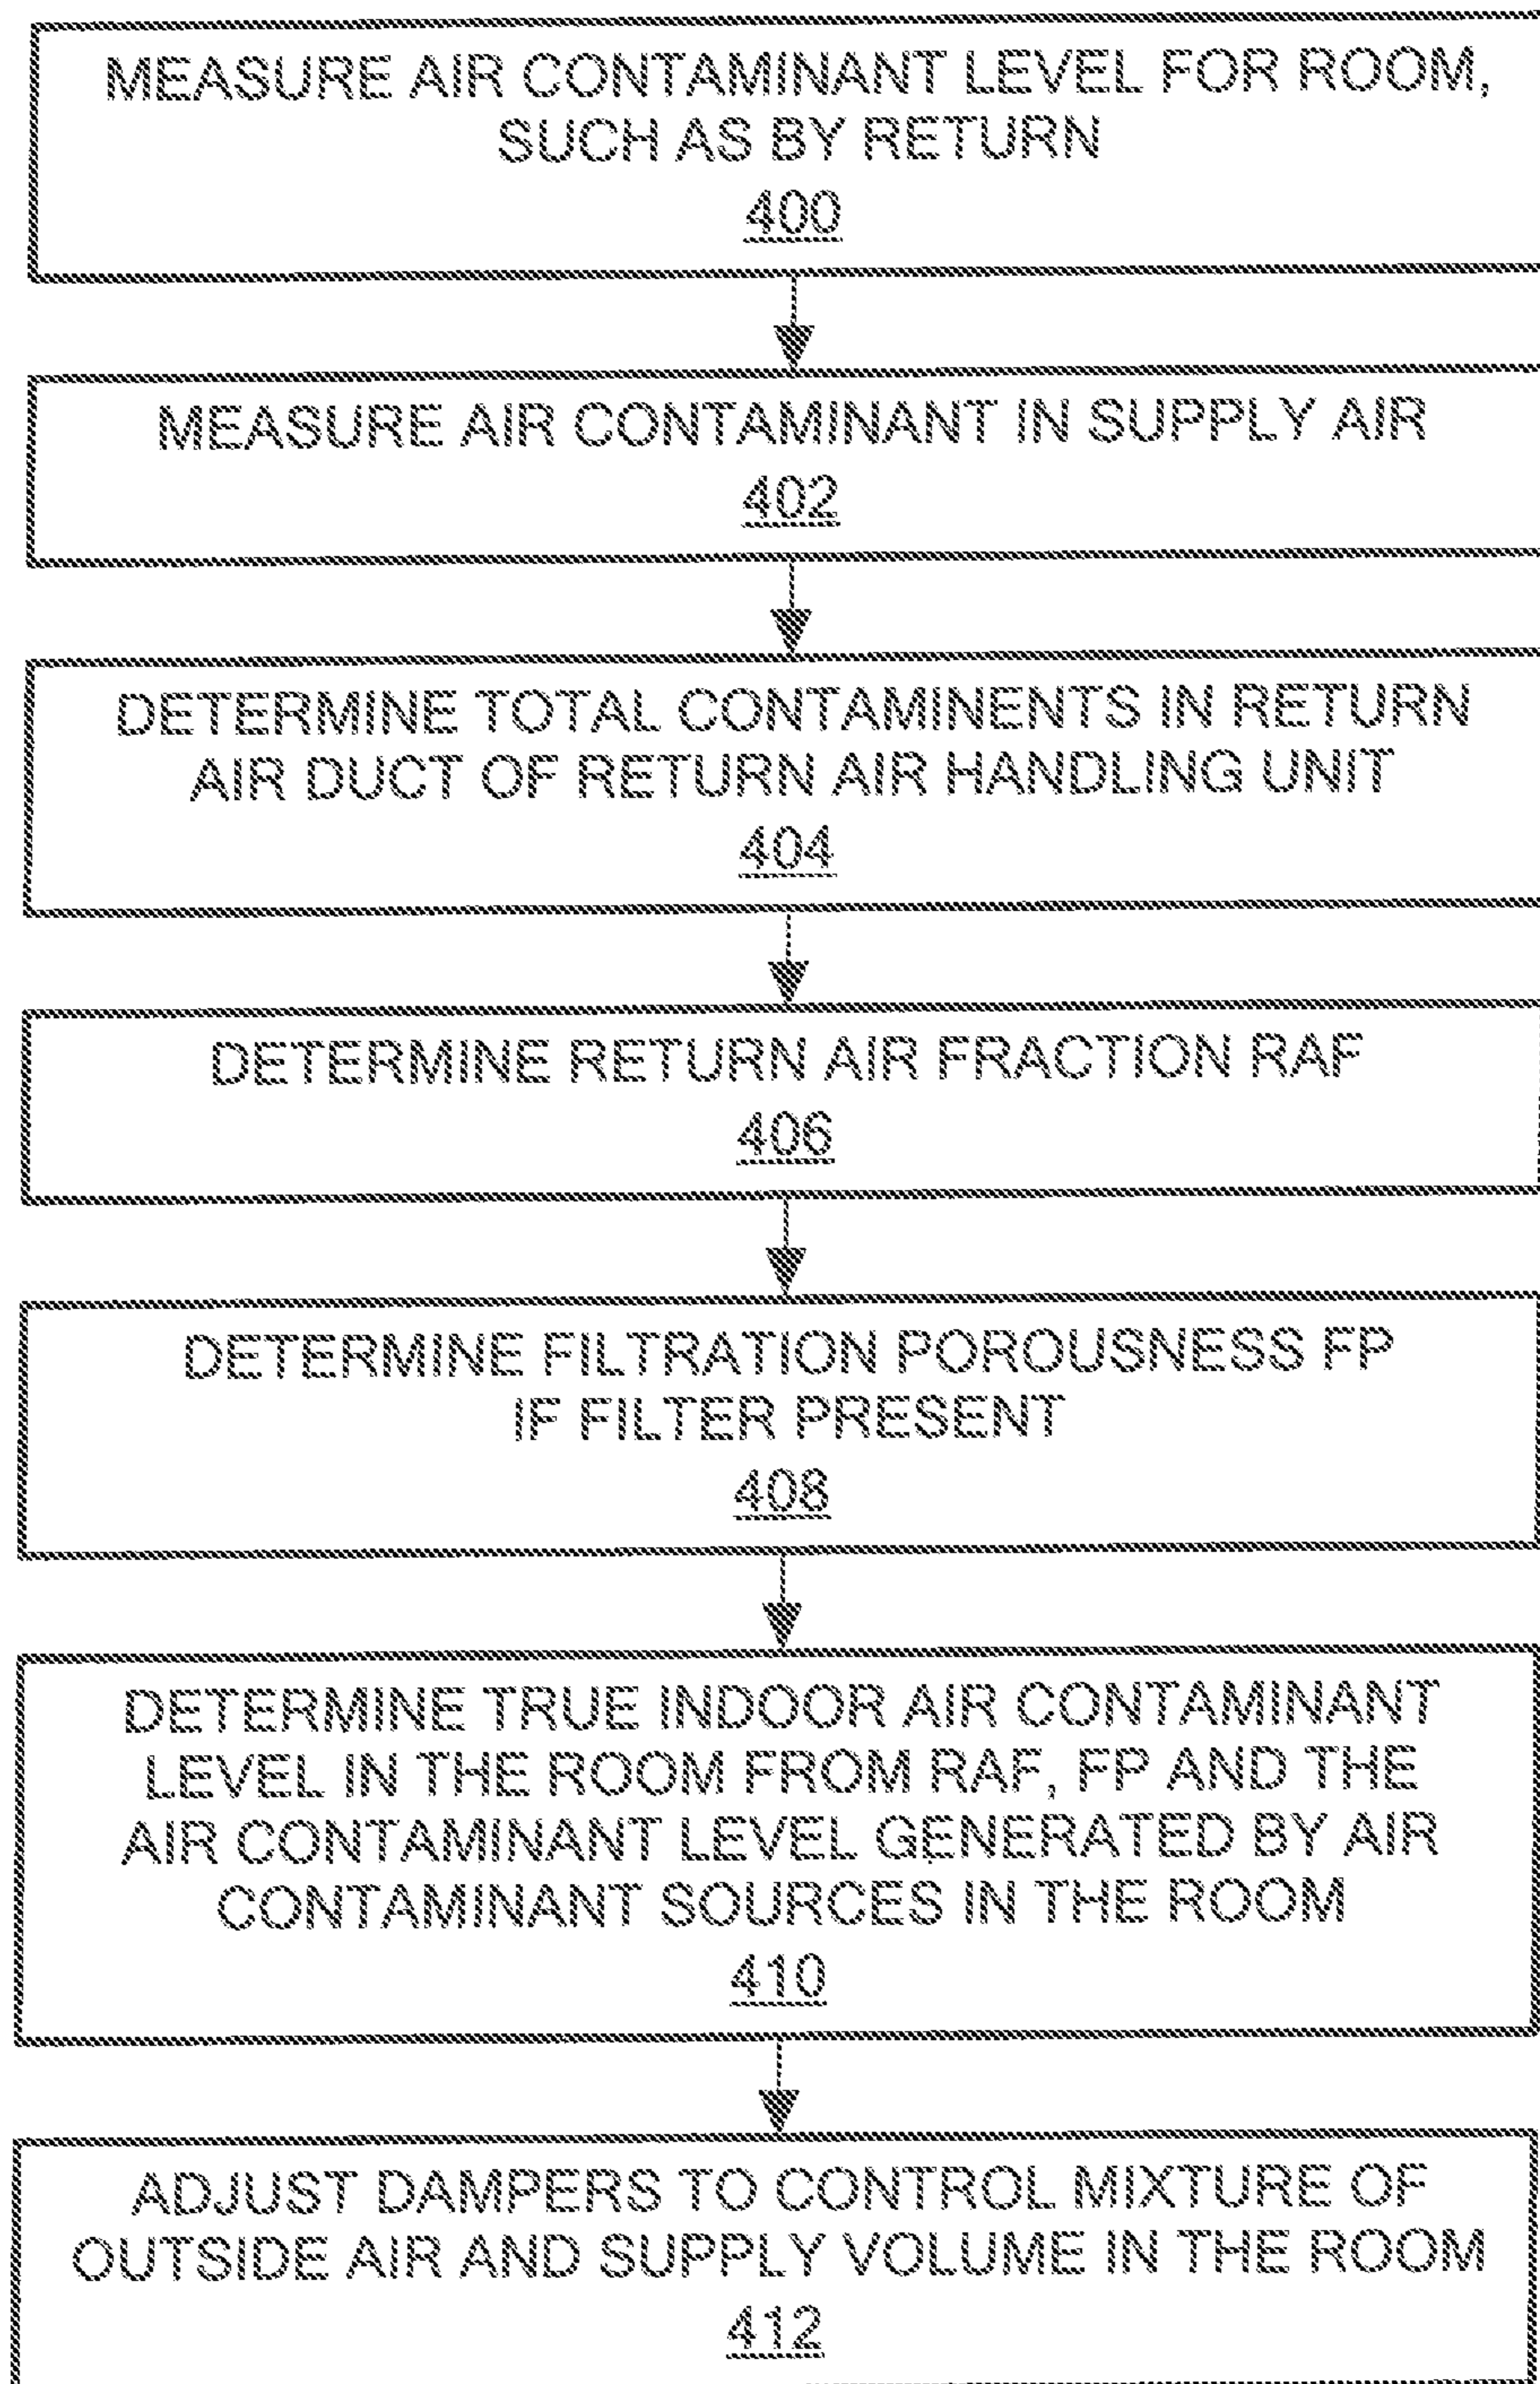 MEASURE AIR CONTAMINANT LEVEL FOR ROOM,
SUCH AS BY RETURN
400
MEASURE AIR CONTAMINANT IN SUPPLY AIR
402
DETERMINE TOTAL CONTAMINENTS IN RETURN
AIR DUCT OF RETURN AIR HANDLING UNIT
404
DETERMINE RETURN AIR FRACTION RAF
406
DETERMINE FILTRATION POROUSNESS FP
IF FILTER PRESENT
408
DETERMINE TRUE INDOOR AIR CONTAMINANT
LEVEL IN THE ROOM FROM RAF, FP AND THE
AIR CONTAMINANT LEVEL GENERATED BY AIR
CONTAMINANT SOURCES IN THE ROOM
410
ADJUST DAMPERS TO CONTROL MIXTURE OF
OUTSIDE AIR AND SUPPLY VOLUME IN THE ROOM
412